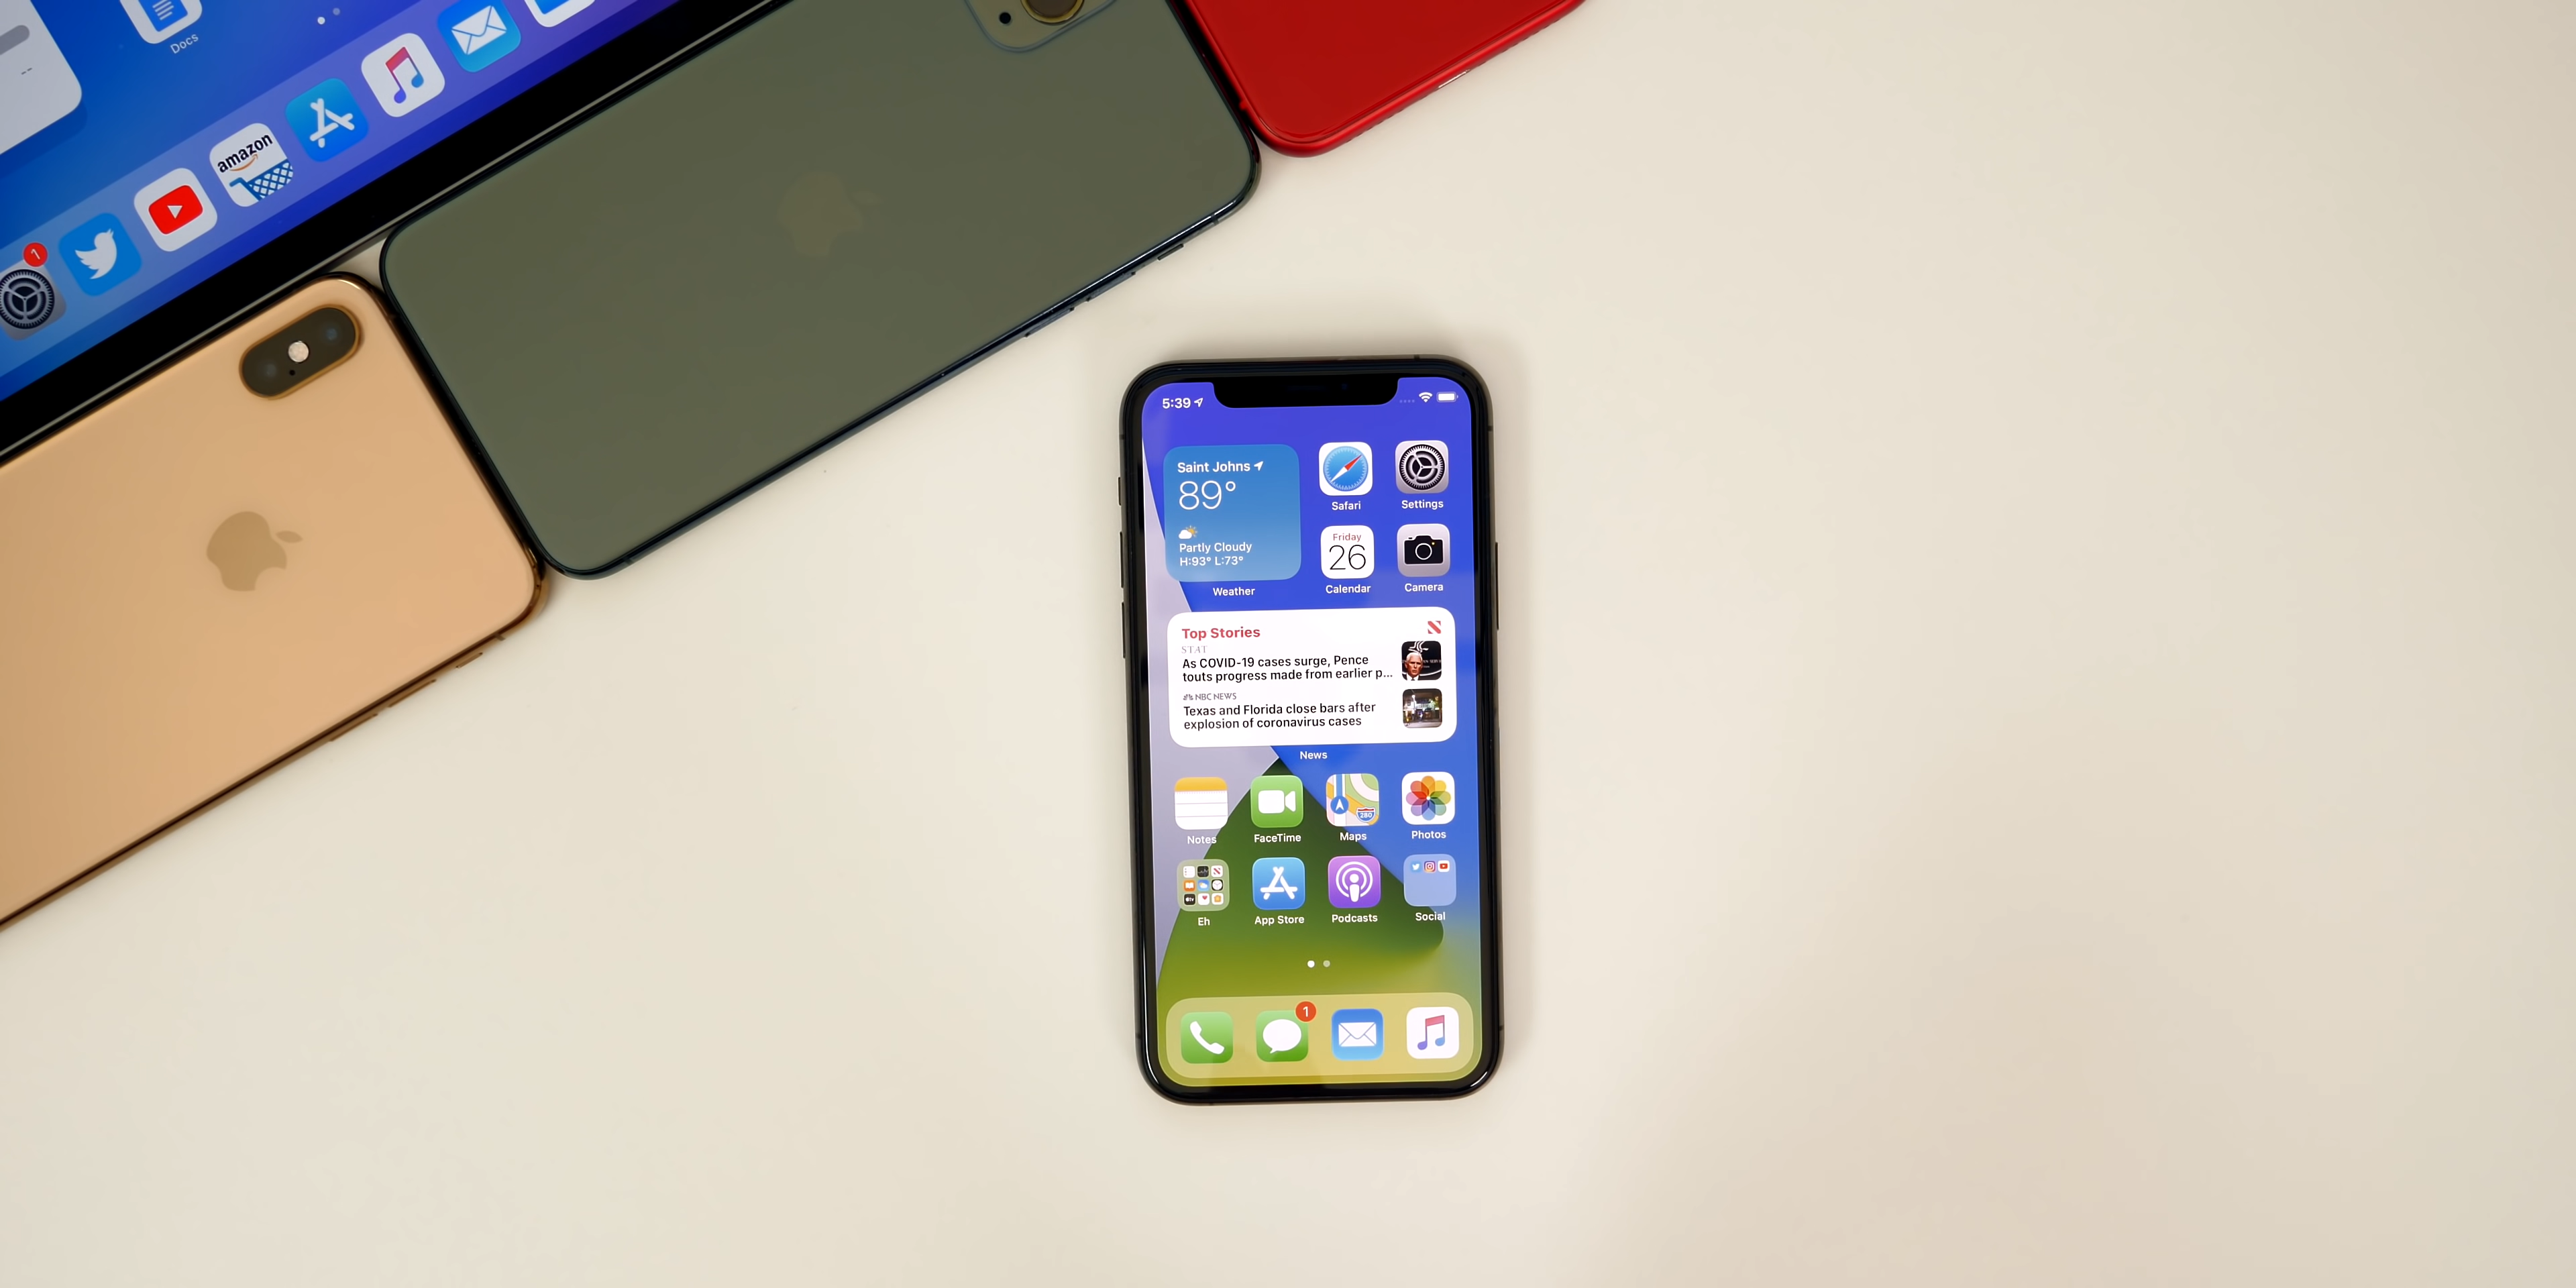 Docs
amazon
1
5:39
Saint Johns
89°
Partly Cloudy
H:93° L:73°
Weather
Safari
Settings
Friday
26
Calendar
Camera
Top Stories
STAT
As COVID-19 cases surge, Pence
touts progress made from earlier p...
NBC NEWS
Texas and Florida close bars after
explosion of coronavirus cases
News
Notes
FaceTime
280
Maps
Photos
Eh
App Store
Podcasts
Social
1